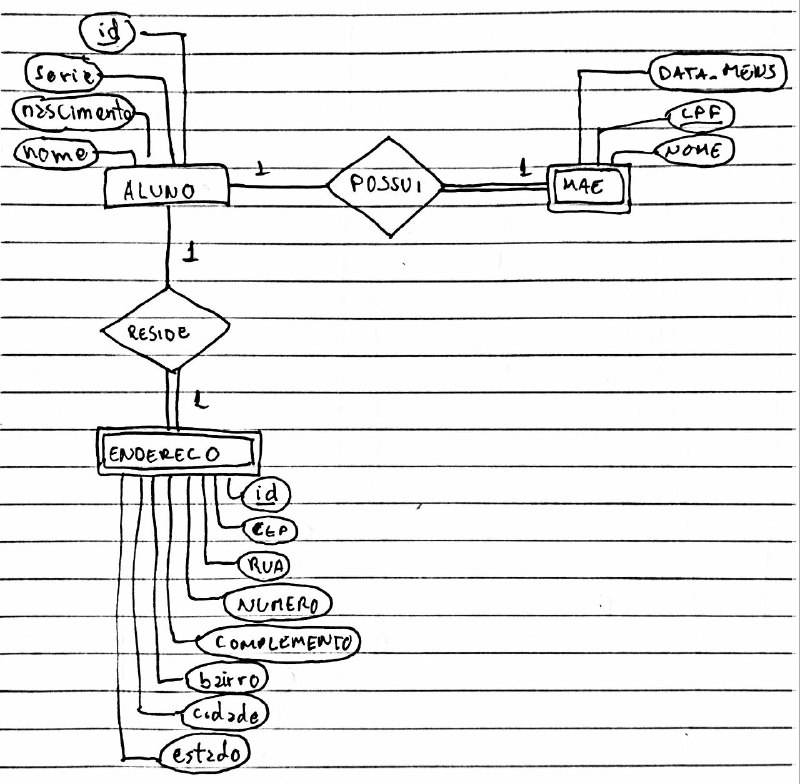 id
serie
nascimento
nome
ALUNO
1
POSSUI
1
DATA_MENS
CPF
NOME
MAE
1
RESIDE
1
ENDERECO
id
CEP
RUA
NUMERO
COMPLEMENTO
bairro
cidade
estado